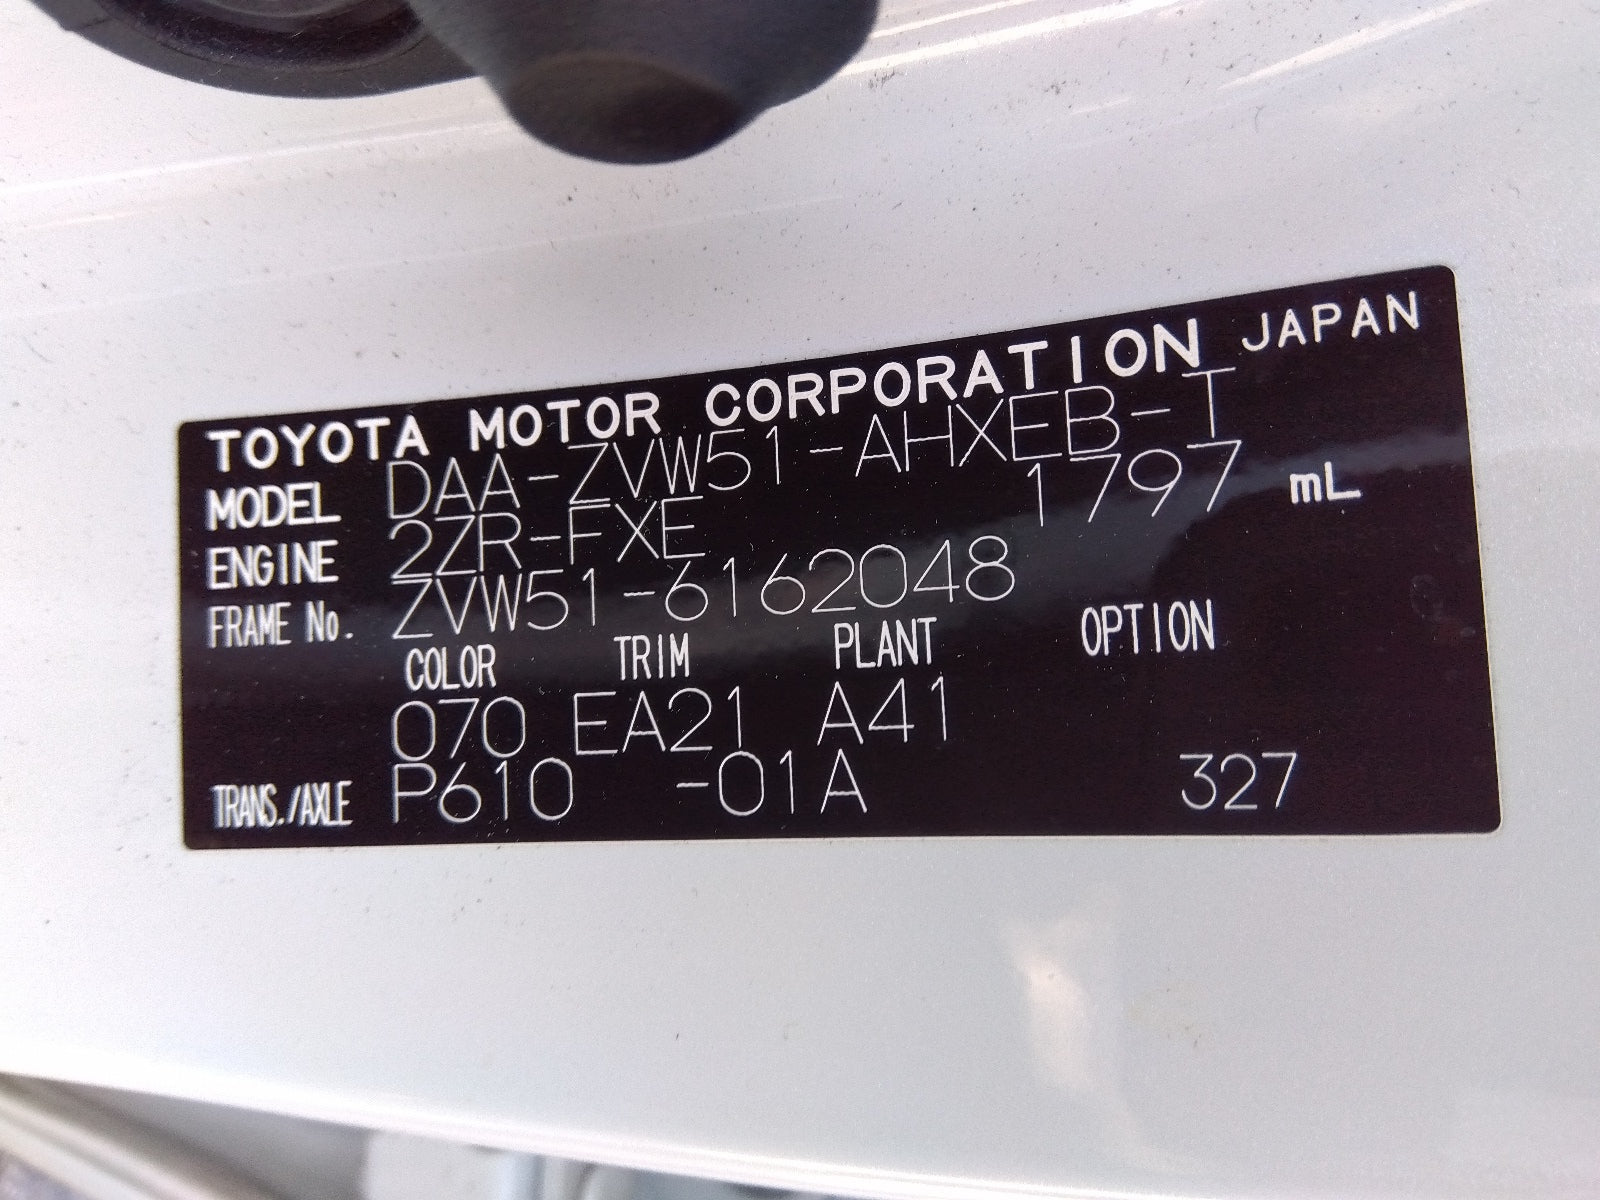 TOYOTA MOTOR CORPORATION JAPAN
MODEL DAA-ZVW51-AHXEB-T
ENGINE 2ZR-FXE 1797 mL
FRAME No. ZVW51-6162048
COLOR TRIM PLANT OPTION
070 EA21 A41
TRANS./AXLE P610 -01A 327